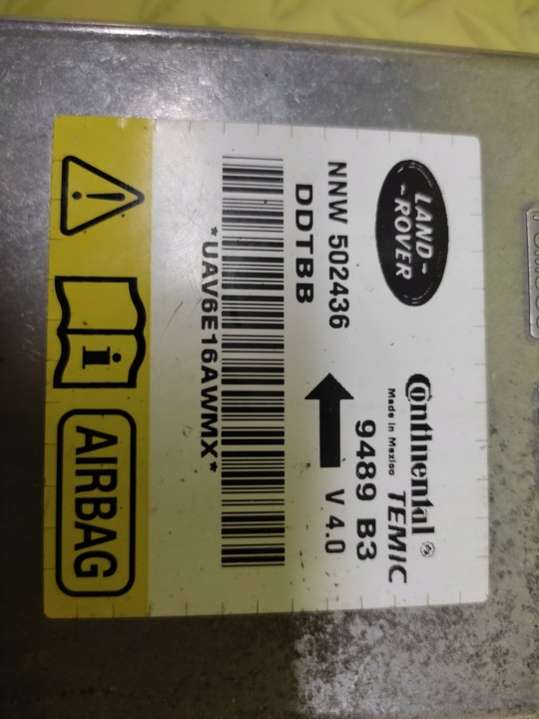 LAND-
-ROVER
Continental
TEMIC
Made in Mexico
NNW 502436
9489 B3
DDTBB
V 4.0
*UAV6E16AWMX*
i
AIRBAG